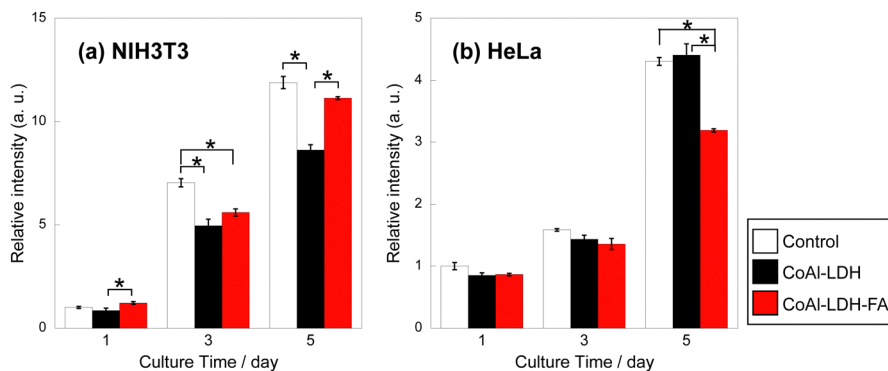 (a) NIH3T3
Relative intensity (a. u.)
15
10
5
0
*
*
*
*
*
1
3
5
Culture Time / day
(b) HeLa
Relative intensity (a. u.)
5
4
3
2
1
0
*
*
1
3
5
Culture Time / day
Control
CoAl-LDH
CoAl-LDH-FA